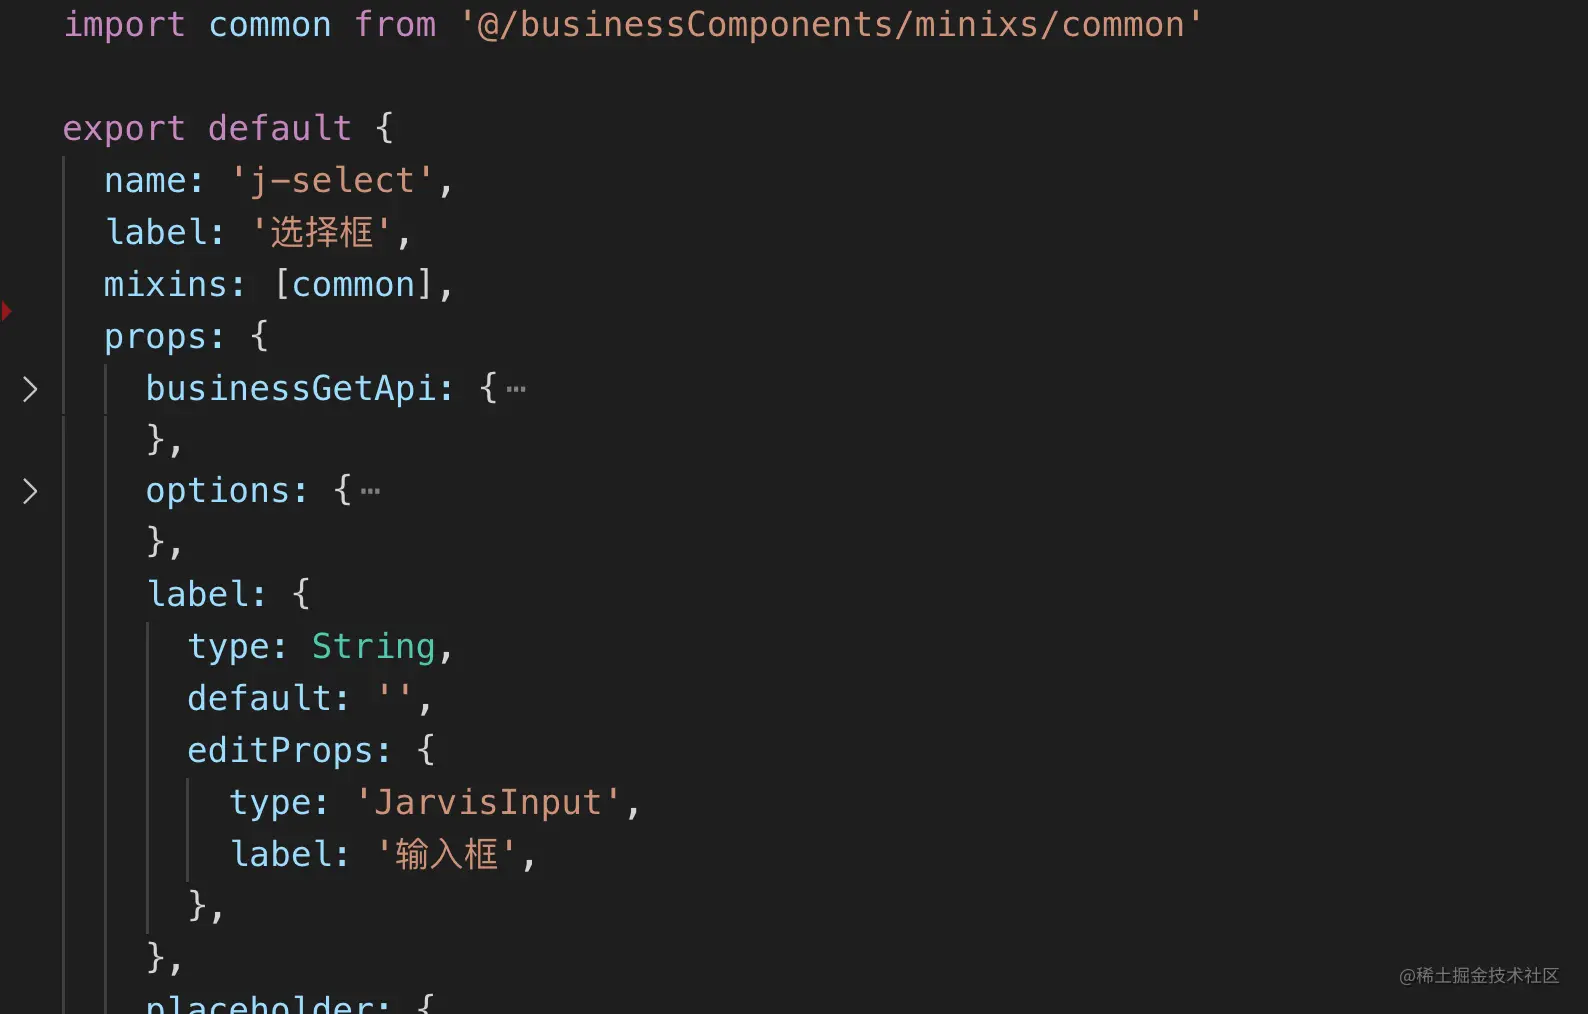 import common from '@/businessComponents/minixs/common'
export default {
name: 'j-select',
label: '选择框',
mixins: [common],
props: {
businessGetApi: {⋯
},
options: {⋯
},
label: {
type: String,
default: '',
editProps: {
type: 'JarvisInput',
label: '输入框',
},
},
placeholder: {
@稀土掘金技术社区